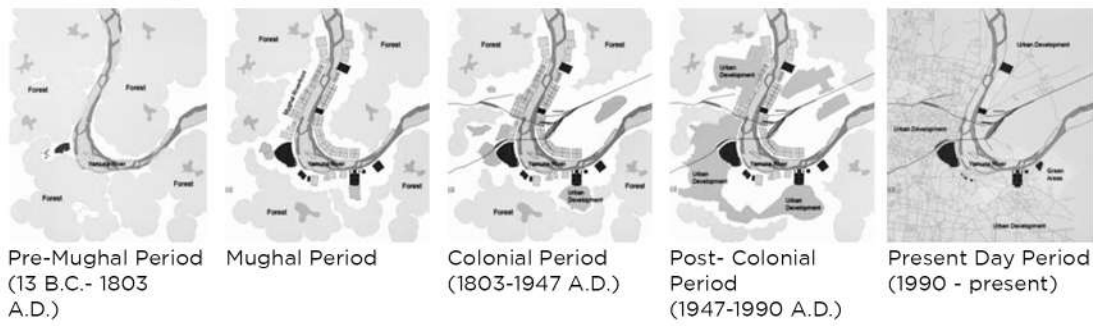 Forest
Forest
Forest
Forest
Yamuna River
Forest
Forest
Forest
Forest
Mughal Riverfront
Yamuna River
Forest
Forest
Forest
Forest
Yamuna River
Forest
Urban
Development
Forest
Forest
Urban
Development
Forest
Yamuna River
Urban
Development
Urban
Development
Forest
Urban Development
Urban Development
Yamuna River
Green
Areas
Urban Development
Pre-Mughal Period
(13 B.C.- 1803
A.D.)
Mughal Period
Colonial Period
(1803-1947 A.D.)
Post- Colonial
Period
(1947-1990 A.D.)
Present Day Period
(1990 - present)